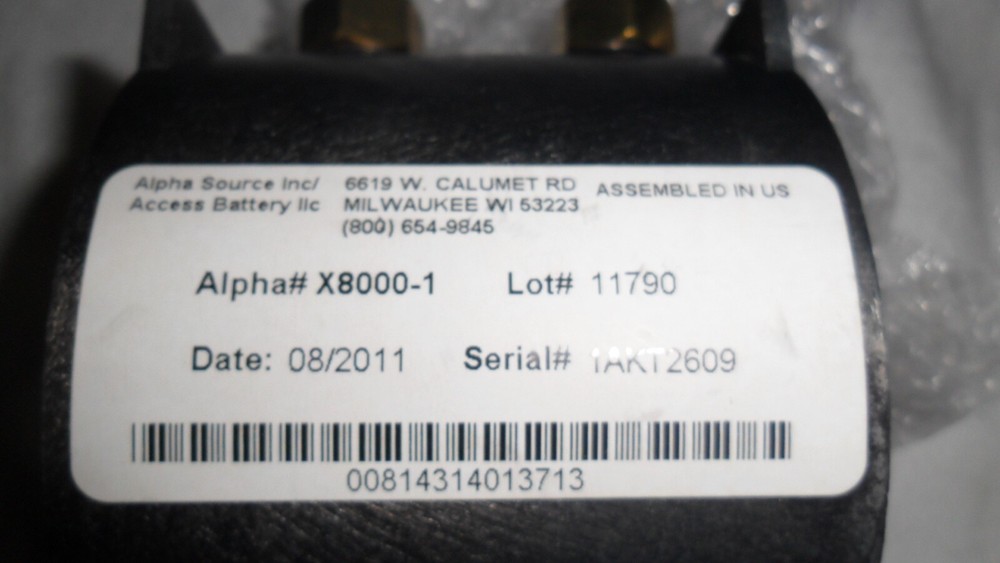 Alpha Source Inc/ 6619 W. CALUMET RD ASSEMBLED IN US
Access Battery llc MILWAUKEE WI 53223
(800) 654-9845
Alpha# X8000-1 Lot# 11790
Date: 08/2011 Serial# 1AKT2609
00814314013713